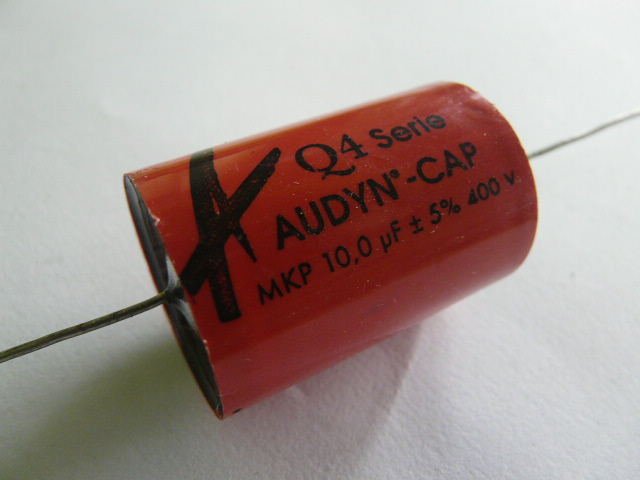 Q4 Serie
AUDYN®-CAP
MKP 10,0 µF ± 5% 400 V